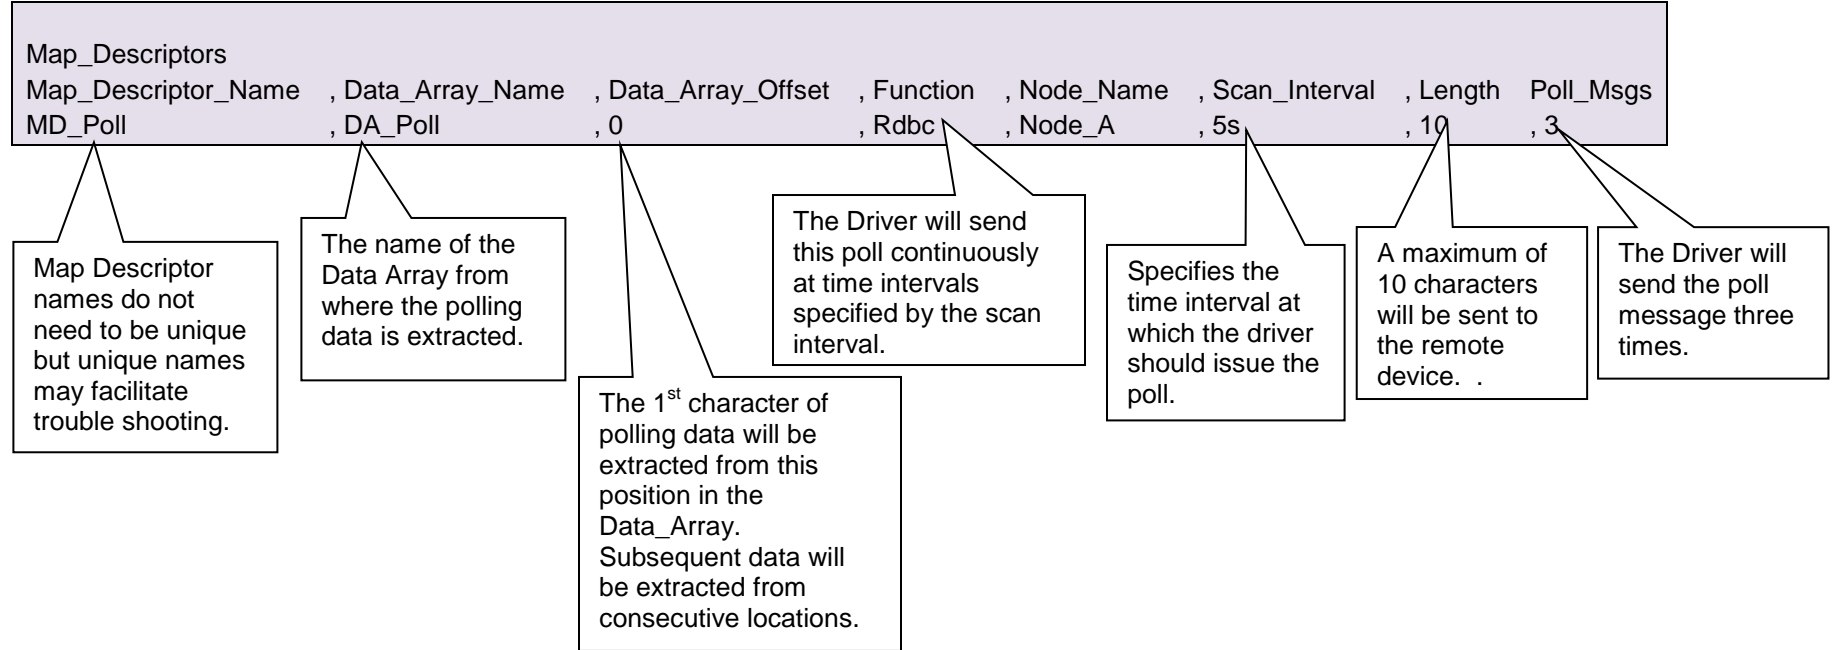 Map_Descriptors
Map_Descriptor_Name , Data_Array_Name , Data_Array_Offset , Function , Node_Name , Scan_Interval , Length Poll_Msgs
MD_Poll , DA_Poll , 0 , Rdbc , Node_A , 5s , 10 , 3
Map Descriptor
names do not
need to be unique
but unique names
may facilitate
trouble shooting.
The name of the
Data Array from
where the polling
data is extracted.
The 1st character of
polling data will be
extracted from this
position in the
Data_Array.
Subsequent data will
be extracted from
consecutive locations.
The Driver will send
this poll continuously
at time intervals
specified by the scan
interval.
Specifies the
time interval at
which the driver
should issue the
poll.
A maximum of
10 characters
will be sent to
the remote
device. .
The Driver will
send the poll
message three
times.